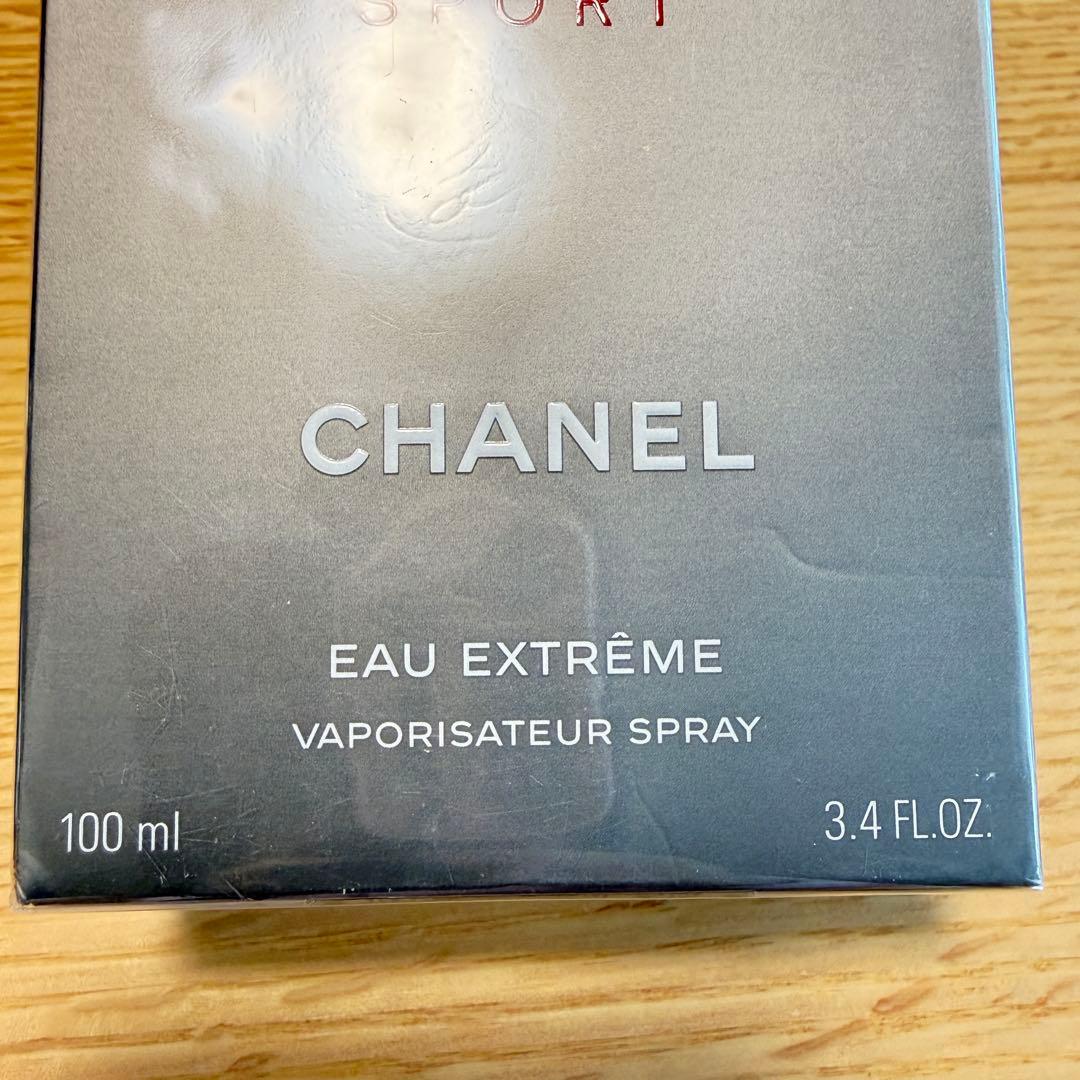 SPORT
CHANEL
EAU EXTRÊME
VAPORISATEUR SPRAY
100 ml
3.4 FL.OZ.